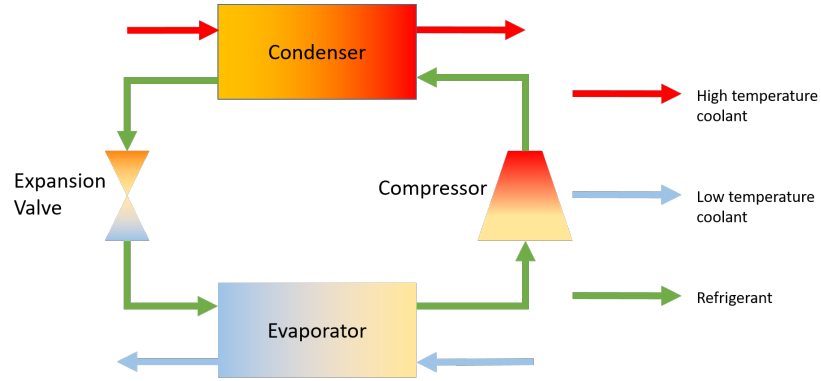 Condenser
High temperature
coolant
Expansion
Valve
Compressor
Low temperature
coolant
Refrigerant
Evaporator